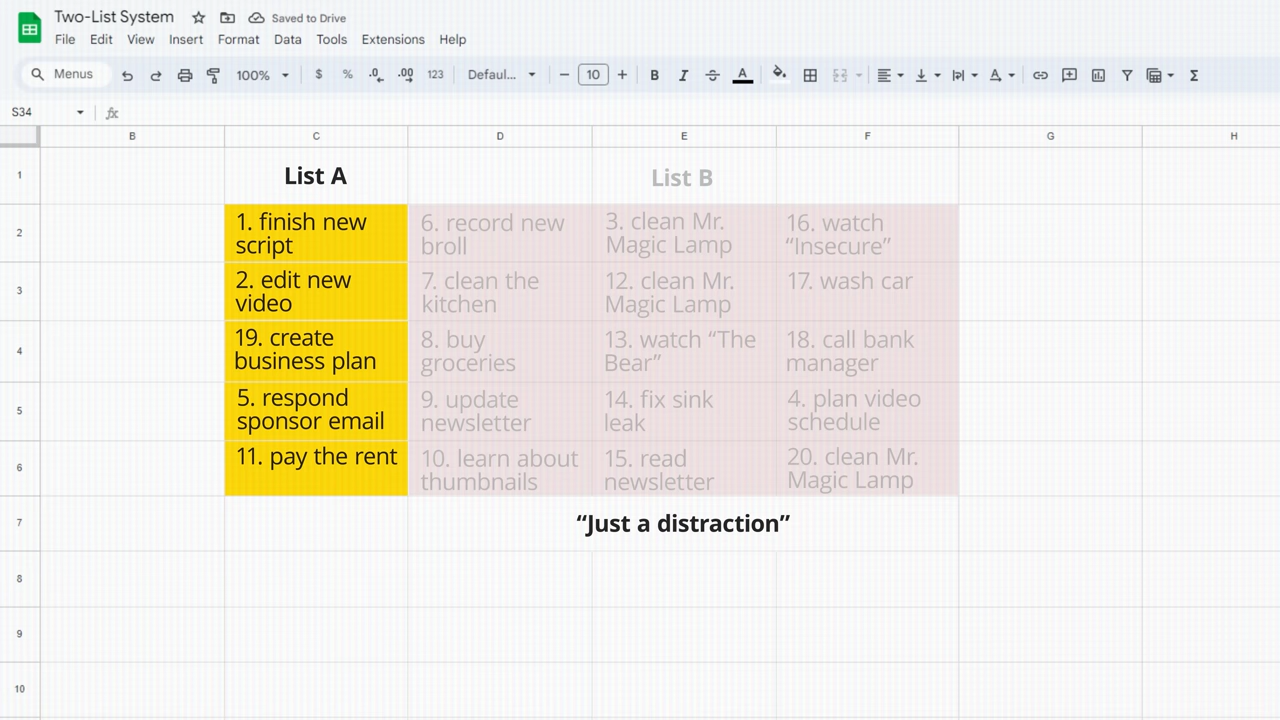 Two-List System Saved to Drive
File Edit View Insert Format Data Tools Extensions Help
Menus 100% $ % .0 .00 123 Defaul... − 10 + B I S A Σ
S34 fx
B C D E F G H
1 List A List B
2
1. finish new
script
6. record new
broll
3. clean Mr.
Magic Lamp
16. watch
“Insecure”
3
2. edit new
video
7. clean the
kitchen
12. clean Mr.
Magic Lamp
17. wash car
4
19. create
business plan
8. buy
groceries
13. watch “The
Bear”
18. call bank
manager
5
5. respond
sponsor email
9. update
newsletter
14. fix sink
leak
4. plan video
schedule
6
11. pay the rent
10. learn about
thumbnails
15. read
newsletter
20. clean Mr.
Magic Lamp
7 “Just a distraction”
8
9
10